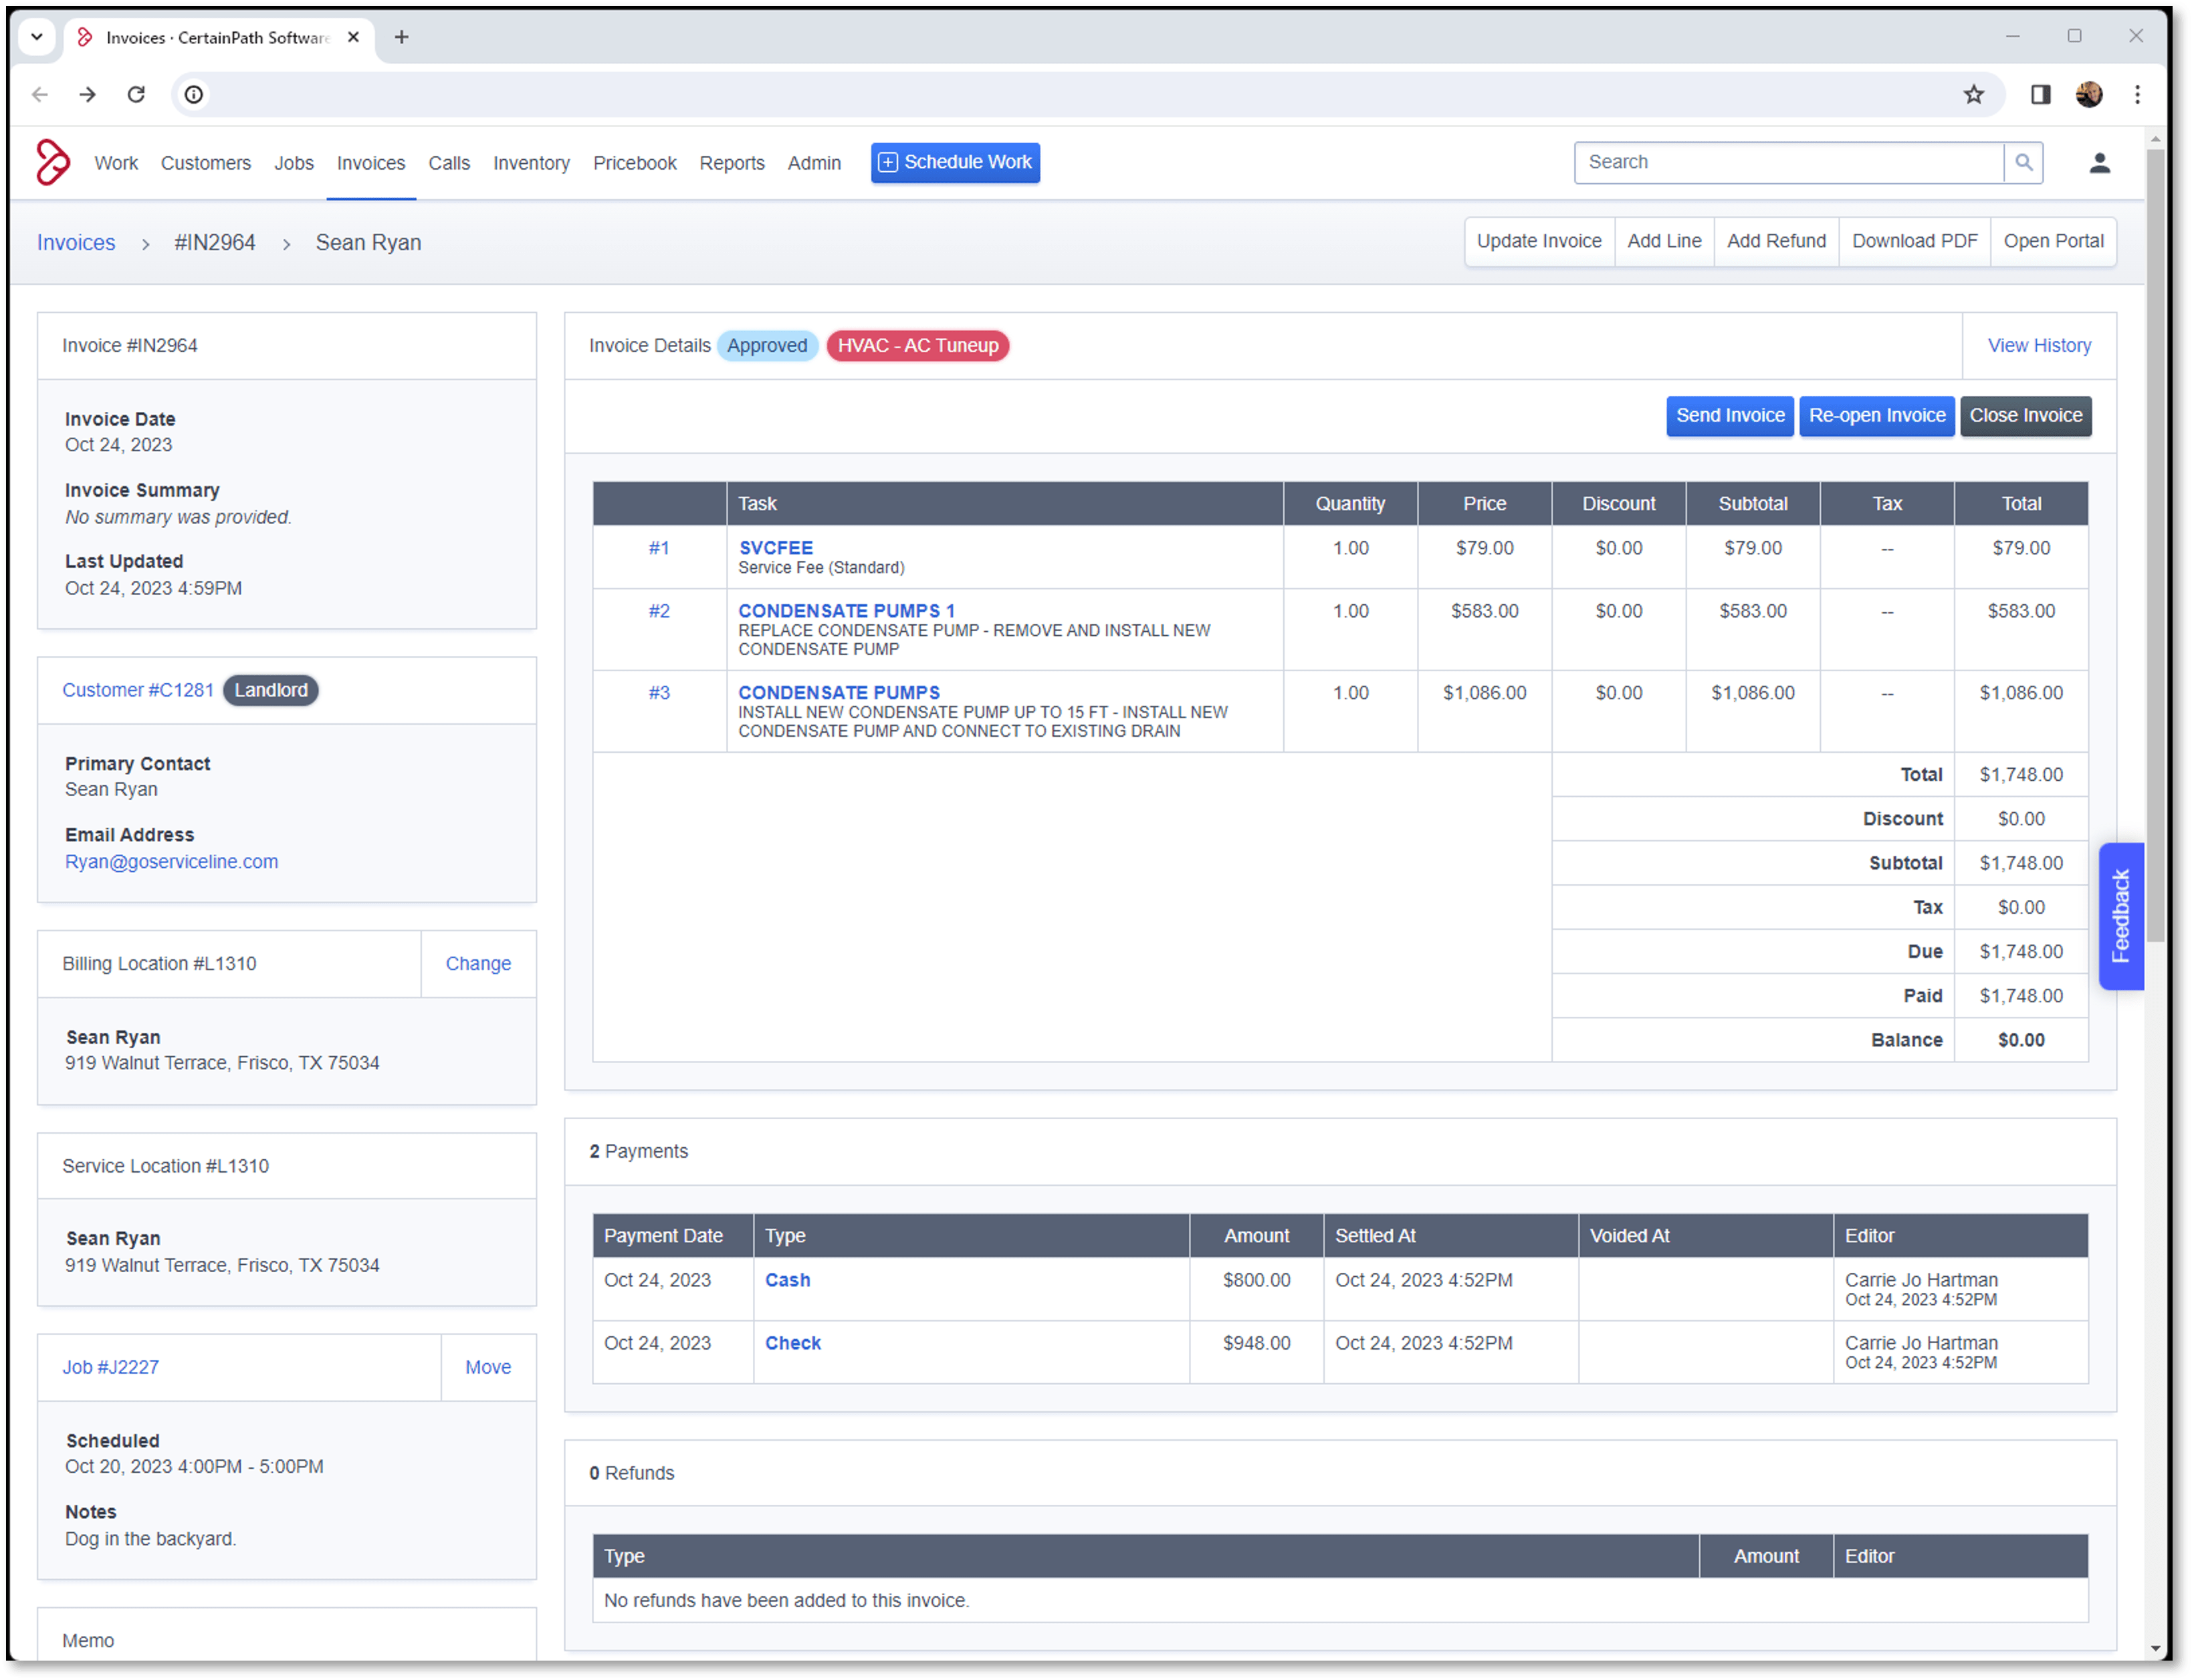 Invoices · CertainPath Software
Work Customers Jobs Invoices Calls Inventory Pricebook Reports Admin Schedule Work Search
Invoices > #IN2964 > Sean Ryan
Update Invoice Add Line Add Refund Download PDF Open Portal
Invoice #IN2964
Invoice Date
Oct 24, 2023
Invoice Summary
No summary was provided.
Last Updated
Oct 24, 2023 4:59PM
Customer #C1281 Landlord
Primary Contact
Sean Ryan
Email Address
Ryan@goserviceline.com
Billing Location #L1310 Change
Sean Ryan
919 Walnut Terrace, Frisco, TX 75034
Service Location #L1310
Sean Ryan
919 Walnut Terrace, Frisco, TX 75034
Job #J2227 Move
Scheduled
Oct 20, 2023 4:00PM - 5:00PM
Notes
Dog in the backyard.
Memo
Invoice Details Approved HVAC - AC Tuneup View History
Send Invoice Re-open Invoice Close Invoice
Task Quantity Price Discount Subtotal Tax Total
#1 SVCFEE 1.00 $79.00 $0.00 $79.00 -- $79.00
Service Fee (Standard)
#2 CONDENSATE PUMPS 1 1.00 $583.00 $0.00 $583.00 -- $583.00
REPLACE CONDENSATE PUMP - REMOVE AND INSTALL NEW
CONDENSATE PUMP
#3 CONDENSATE PUMPS 1.00 $1,086.00 $0.00 $1,086.00 -- $1,086.00
INSTALL NEW CONDENSATE PUMP UP TO 15 FT - INSTALL NEW
CONDENSATE PUMP AND CONNECT TO EXISTING DRAIN
Total $1,748.00
Discount $0.00
Subtotal $1,748.00
Tax $0.00
Due $1,748.00
Paid $1,748.00
Balance $0.00
Feedback
2 Payments
Payment Date Type Amount Settled At Voided At Editor
Oct 24, 2023 Cash $800.00 Oct 24, 2023 4:52PM Carrie Jo Hartman
Oct 24, 2023 4:52PM
Oct 24, 2023 Check $948.00 Oct 24, 2023 4:52PM Carrie Jo Hartman
Oct 24, 2023 4:52PM
0 Refunds
Type Amount Editor
No refunds have been added to this invoice.